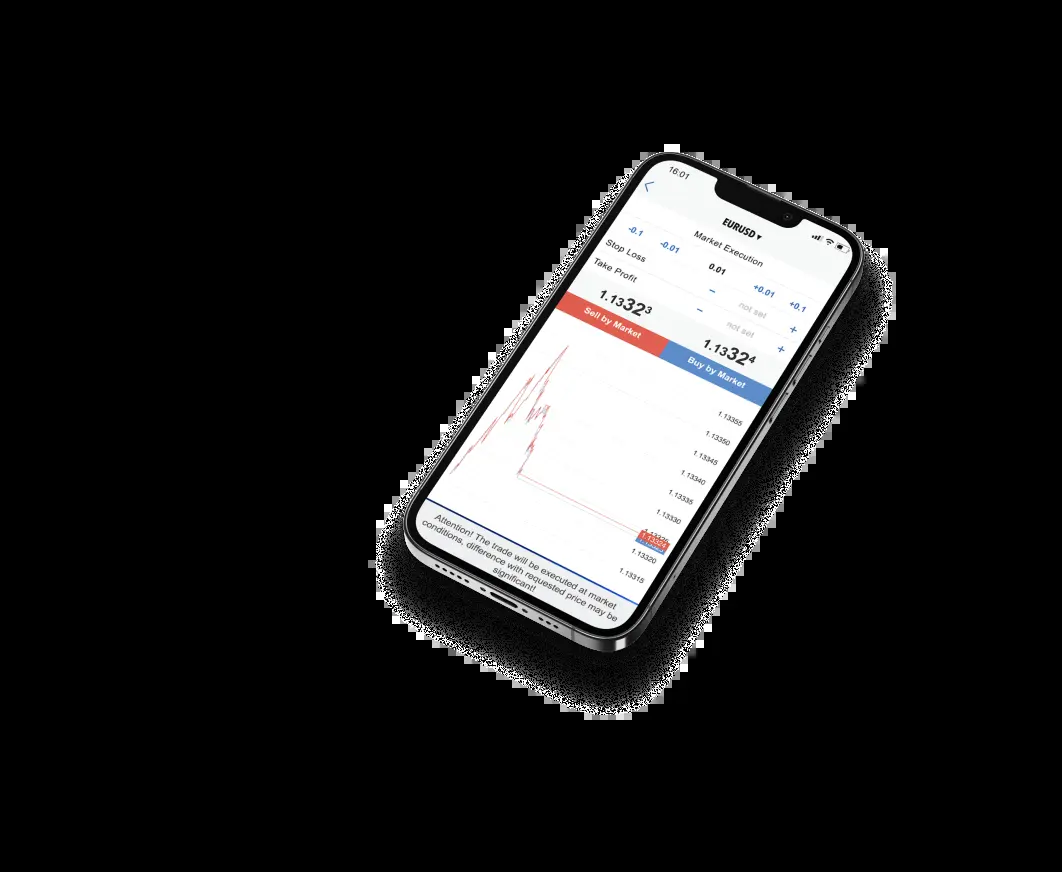 16:01
EURUSD▾
Market Execution
-0.1 -0.01 0.01 +0.01 +0.1
Stop Loss − not set +
Take Profit − not set +
1.13323 1.13324
Sell by Market Buy by Market
1.13355
1.13350
1.13345
1.13340
1.13335
1.13330
1.13324
1.13320
1.13315
Attention! The trade will be executed at market
conditions, difference with requested price may be
significant!